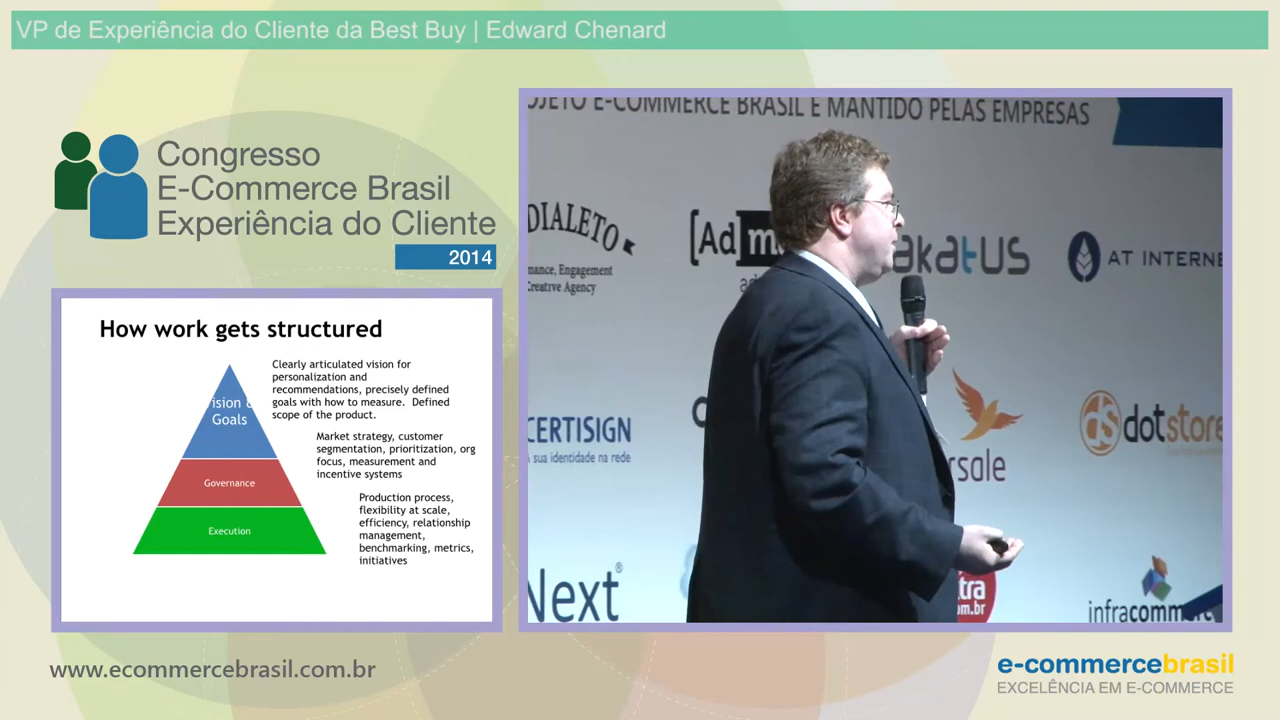 VP de Experiência do Cliente da Best Buy | Edward Chenard
Congresso
E-Commerce Brasil
Experiência do Cliente
2014
How work gets structured
Clearly articulated vision for
personalization and
recommendations, precisely defined
goals with how to measure. Defined
scope of the product.
Goals
Market strategy, customer
segmentation, prioritization, org
focus, measurement and
incentive systems
Governance
Production process,
flexibility at scale,
efficiency, relationship
management,
benchmarking, metrics,
initiatives
Execution
E-COMMERCE BRASIL É MANTIDO PELAS EMPRESAS
DIALETO
Engagement
Creative Agency
[Ad
akatus
AT INTERNE
CERTISIGN
A sua identidade na rede
dotstore
Next®
infracomm
www.ecommercebrasil.com.br
e-commercebrasil
EXCELÊNCIA EM E-COMMERCE